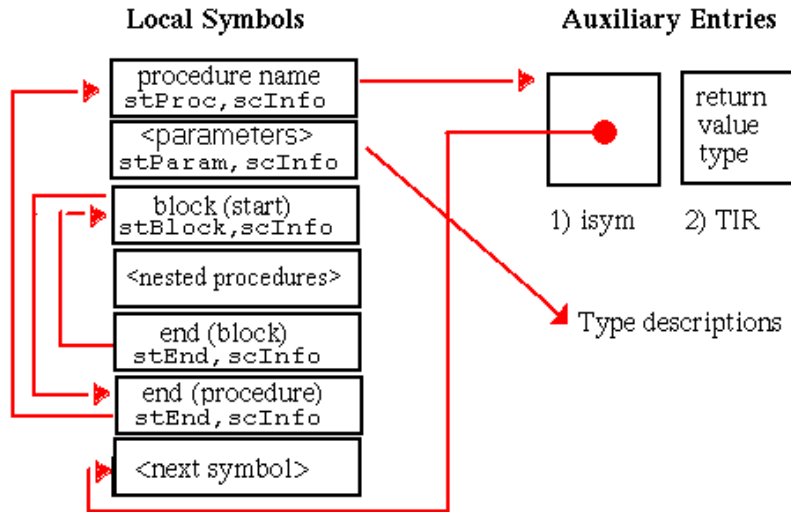 Local Symbols
Auxiliary Entries
procedure name
stProc,scInfo
<parameters>
stParam,scInfo
block (start)
stBlock,scInfo
<nested procedures>
end (block)
stEnd,scInfo
end (procedure)
stEnd,scInfo
<next symbol>
return
value
type
1) isym
2) TIR
Type descriptions